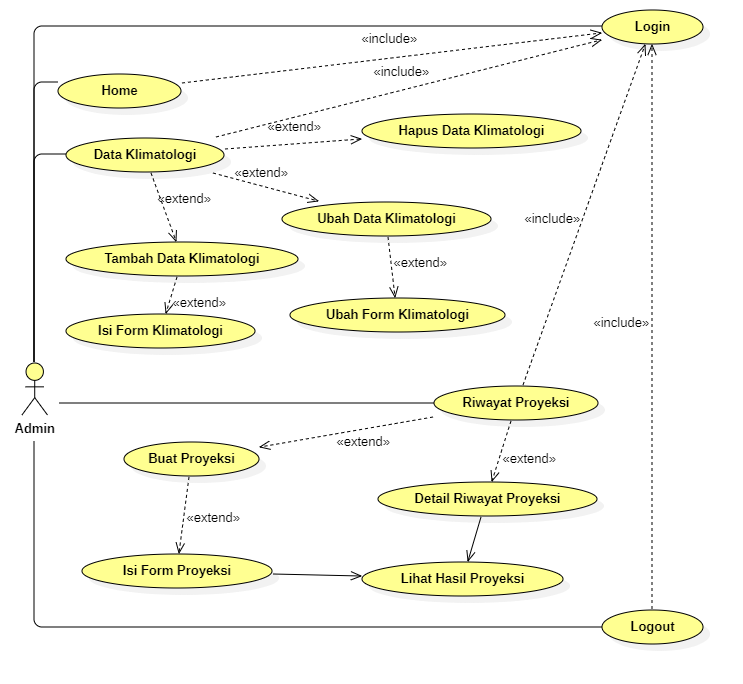 Login
«include»
«include»
Home
«extend»
Hapus Data Klimatologi
Data Klimatologi
«extend»
«extend»
Ubah Data Klimatologi
«include»
Tambah Data Klimatologi
«extend»
«extend»
Isi Form Klimatologi
Ubah Form Klimatologi
«include»
Admin
Riwayat Proyeksi
«extend»
Buat Proyeksi
«extend»
Detail Riwayat Proyeksi
«extend»
Isi Form Proyeksi
Lihat Hasil Proyeksi
Logout